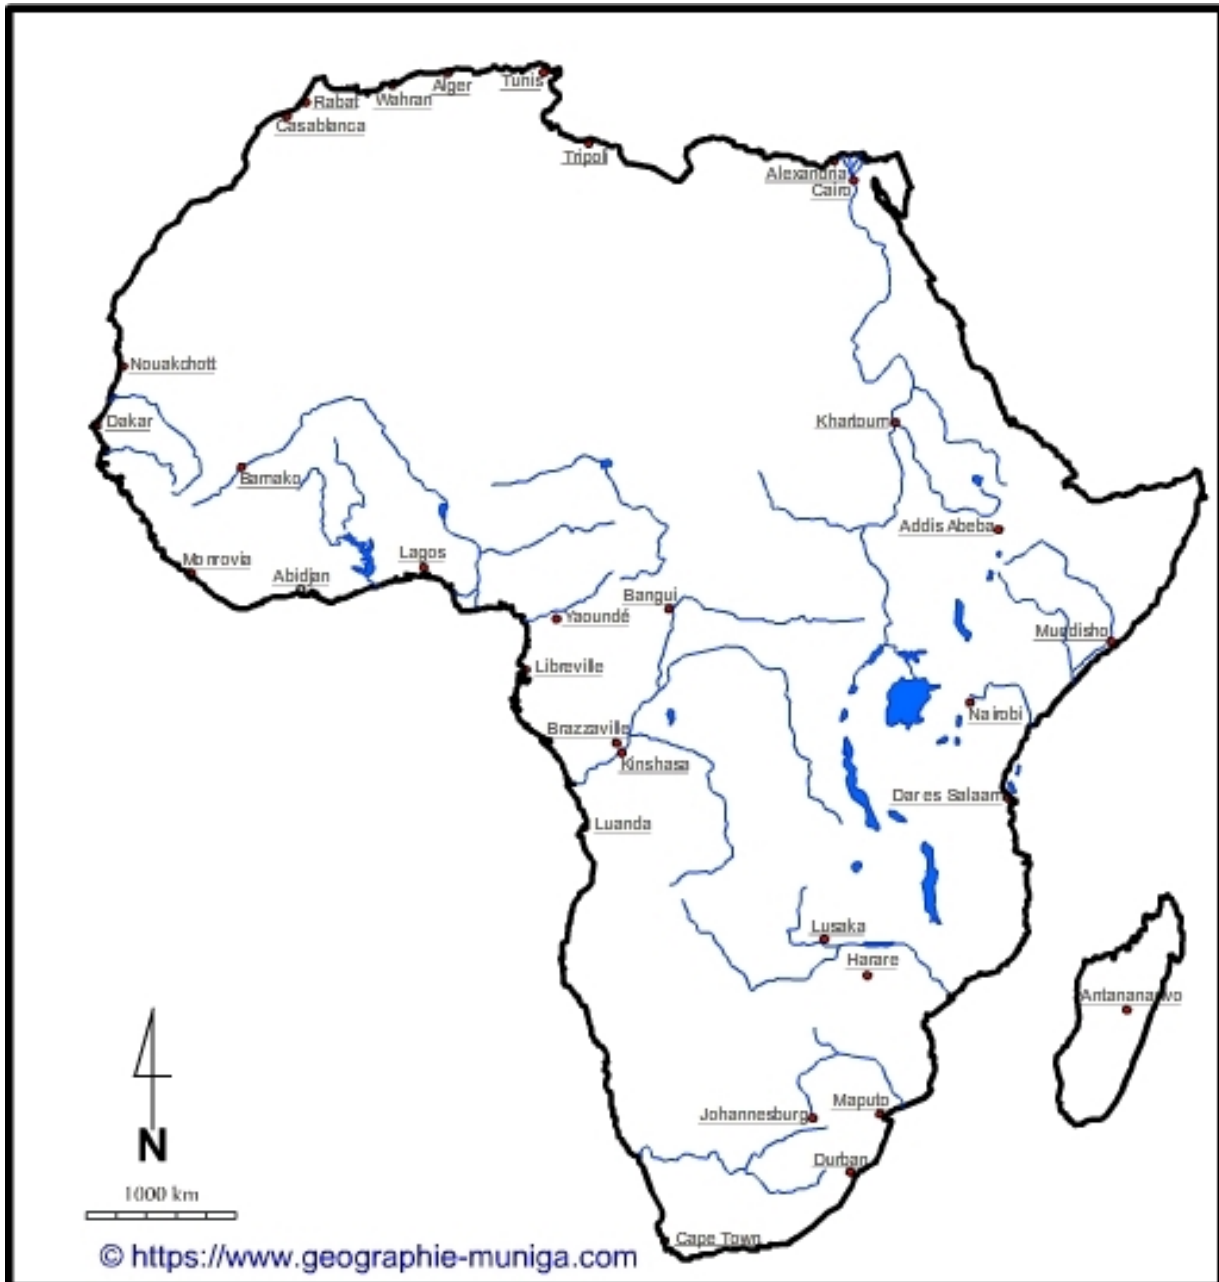 Alger
Tunis
Rabat
Wahran
Casablanca
Tripoli
Alexandria
Cairo
Nouakchott
Dakar
Khartoum
Bamako
Addis Abeba
Lagos
Monrovia
Abidjan
Bangui
Yaoundé
Muqdisho
Libreville
Nairobi
Brazzaville
Kinshasa
Dar es Salaam
Luanda
Lusaka
Harare
Antananarivo
Maputo
Johannesburg
N
Durban
1000 km
Cape Town
© https://www.geographie-muniga.com